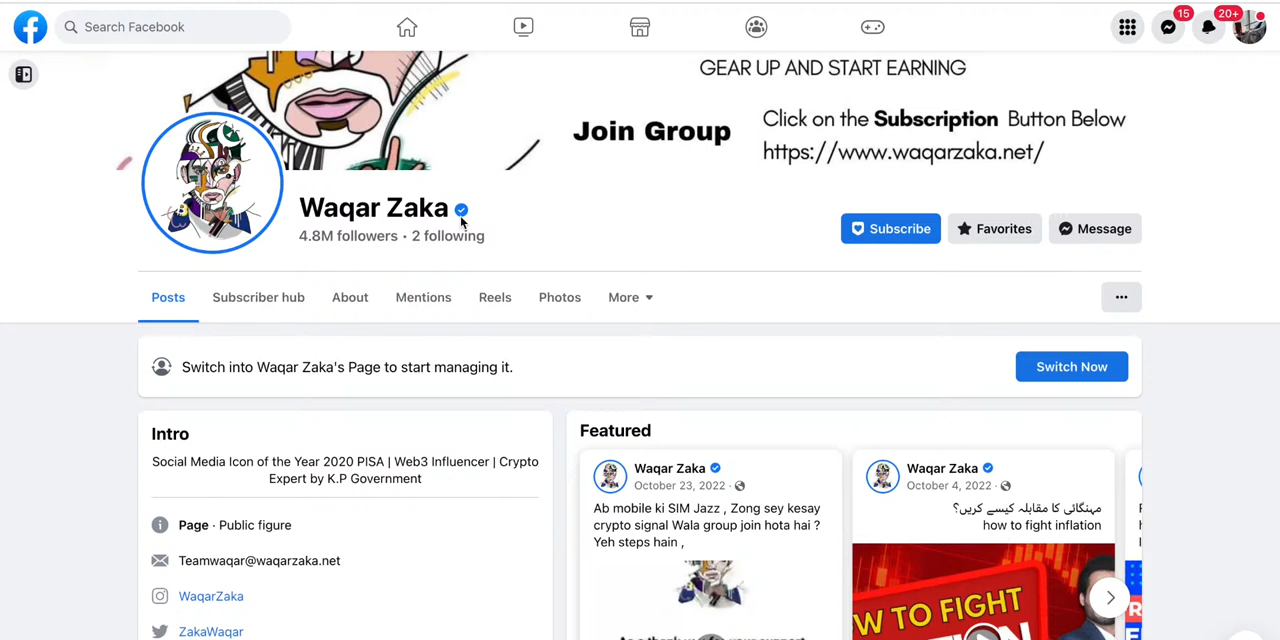 Search Facebook
15
20+
GEAR UP AND START EARNING
Join Group
Click on the Subscription Button Below
https://www.waqarzaka.net/
Waqar Zaka
4.8M followers · 2 following
Subscribe
Favorites
Message
Posts
Subscriber hub
About
Mentions
Reels
Photos
More
Switch into Waqar Zaka's Page to start managing it.
Switch Now
Intro
Social Media Icon of the Year 2020 PISA | Web3 Influencer | Crypto
Expert by K.P Government
Page · Public figure
Teamwaqar@waqarzaka.net
WaqarZaka
ZakaWaqar
Featured
Waqar Zaka
October 23, 2022 ·
Ab mobile ki SIM Jazz , Zong sey kesay
crypto signal Wala group join hota hai ?
Yeh steps hain ,
Waqar Zaka
October 4, 2022 ·
مہنگائی کا مقابلہ کیسے کریں؟
how to fight inflation
TO FIGHT